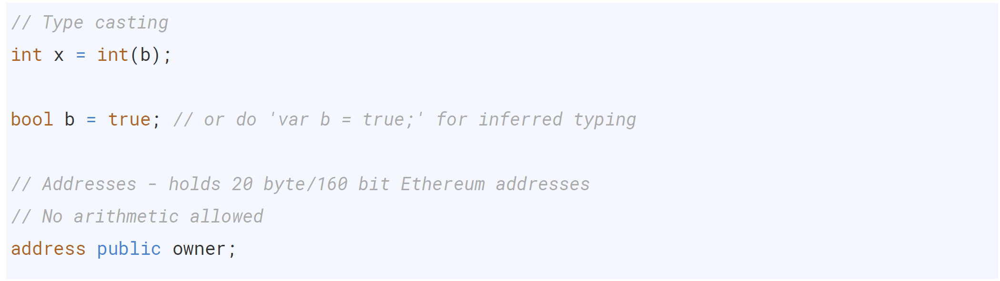 // Type casting
int x = int(b);
bool b = true; // or do 'var b = true;' for inferred typing
// Addresses - holds 20 byte/160 bit Ethereum addresses
// No arithmetic allowed
address public owner;